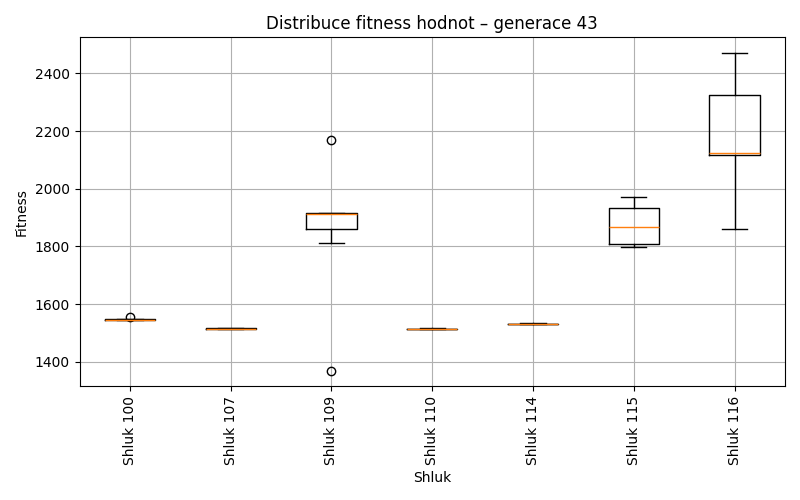 Distribuce fitness hodnot – generace 43
Fitness
2400
2200
2000
1800
1600
1400
Shluk 100
Shluk 107
Shluk 109
Shluk 110
Shluk 114
Shluk 115
Shluk 116
Shluk